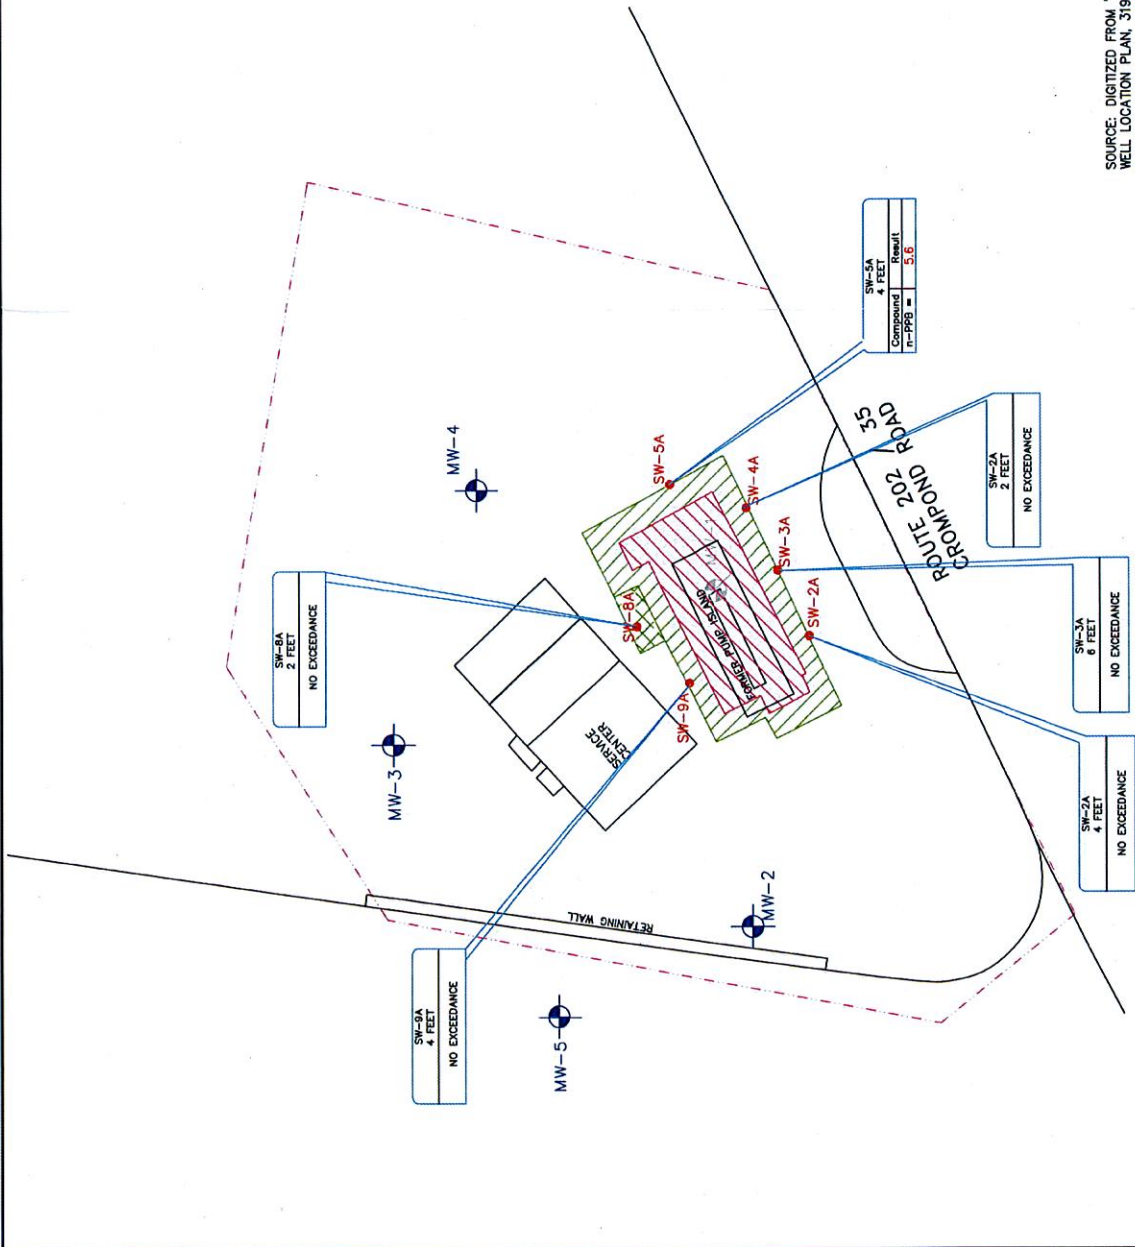 SW-9A
4 FEET
NO EXCEEDANCE
SW-8A
2 FEET
NO EXCEEDANCE
MW-5
MW-3
MW-4
MW-2
RETAINING WALL
SERVICE
CENTER
SW-9A
SW-8A
SW-5A
SW-4A
SW-3A
SW-2A
FORMER PUMP ISLAND
MW-1
ROUTE 202 / 35
CROMPOND ROAD
SW-5A
4 FEET
Compound Result
n-PPB = 5.6
SW-2A
2 FEET
NO EXCEEDANCE
SW-3A
6 FEET
NO EXCEEDANCE
SW-2A
4 FEET
NO EXCEEDANCE
SOURCE: DIGITIZED FROM
WELL LOCATION PLAN, 319